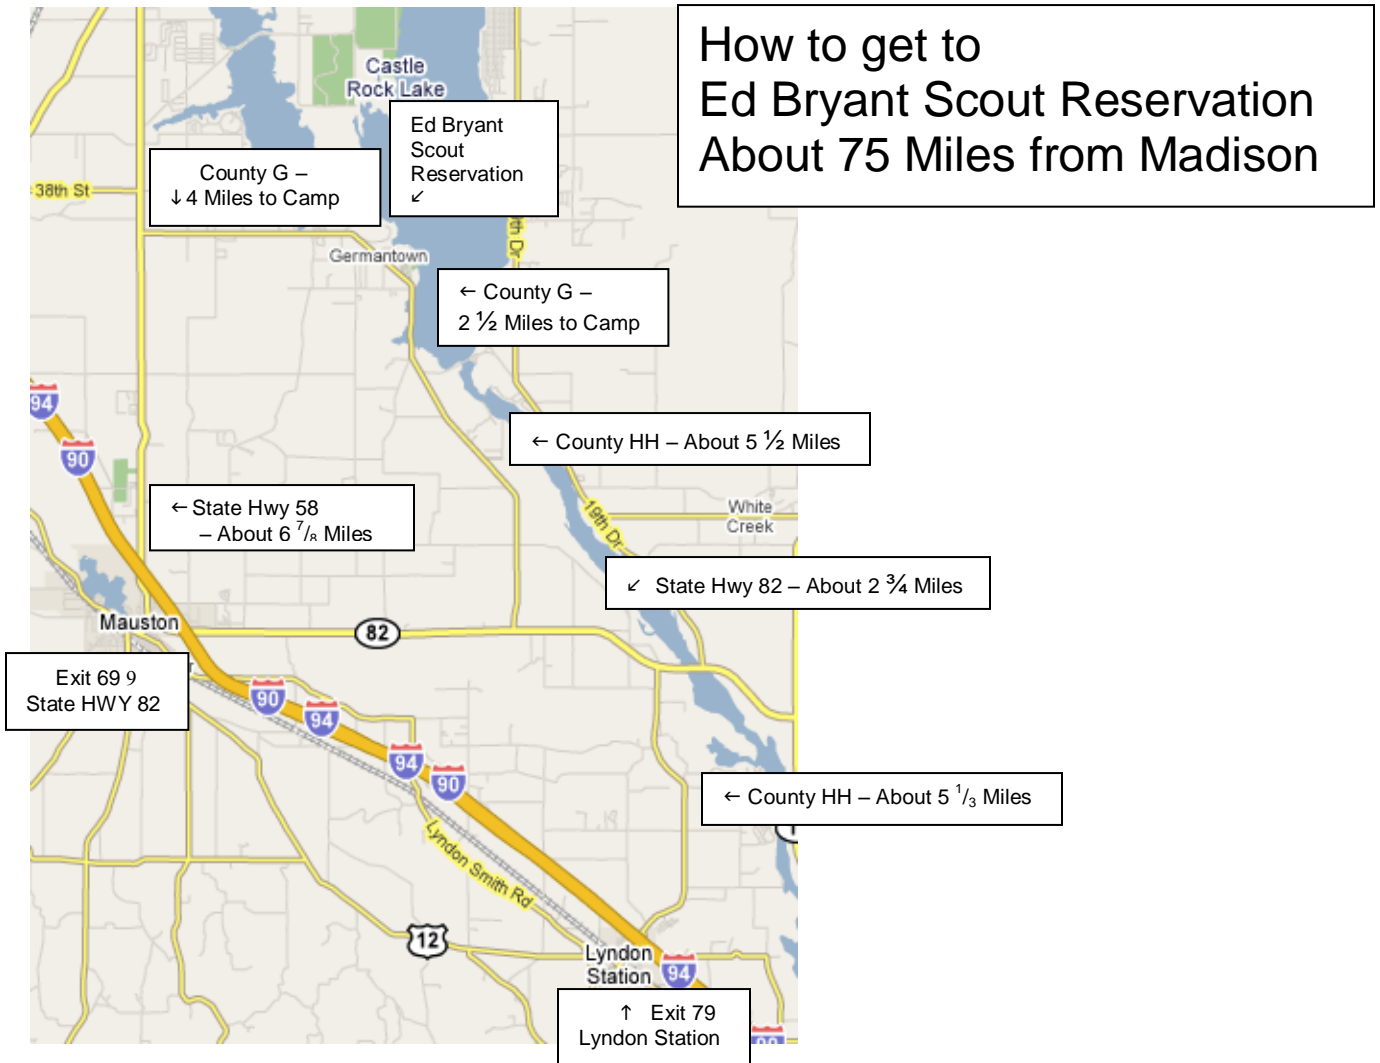 How to get to
Ed Bryant Scout Reservation
About 75 Miles from Madison
Castle
Rock Lake
Ed Bryant
Scout
Reservation
↙
County G –
↓4 Miles to Camp
38th St
th Dr
Germantown
← County G –
2 ½ Miles to Camp
94
90
← County HH – About 5 ½ Miles
← State Hwy 58
– About 6 7/8 Miles
White
Creek
19th Dr
↙ State Hwy 82 – About 2 ¾ Miles
Mauston
82
Exit 69 9
State HWY 82
r
90
94
94
90
← County HH – About 5 1/3 Miles
1
Lyndon Smith Rd
12
Lyndon
Station
94
↑ Exit 79
Lyndon Station